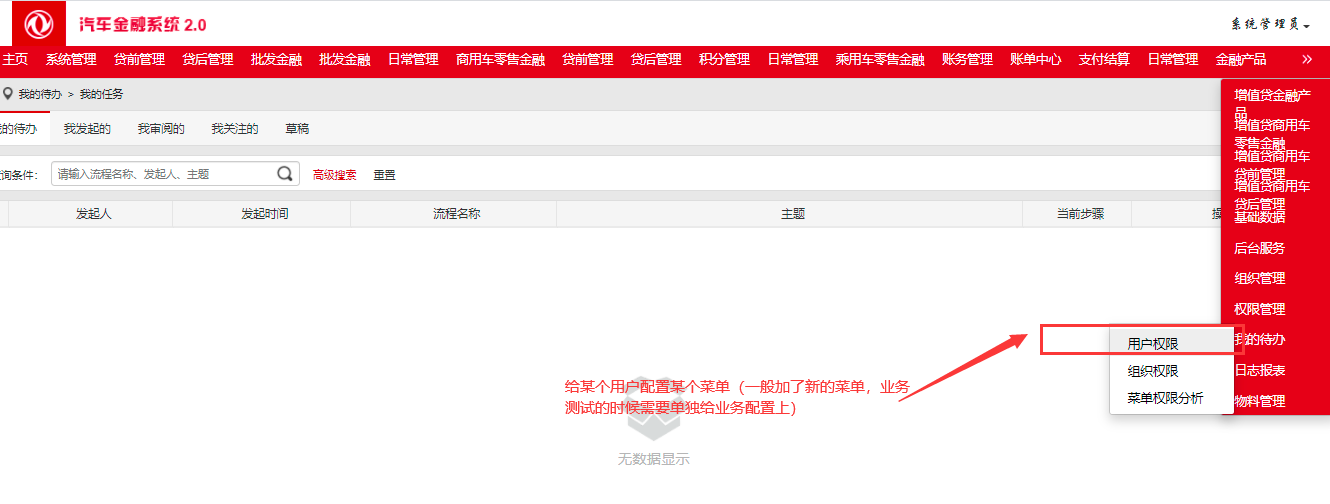 汽车金融系统 2.0
系统管理员
主页 系统管理 贷前管理 贷后管理 批发金融 批发金融 日常管理 商用车零售金融 贷前管理 贷后管理 积分管理 日常管理 乘用车零售金融 账务管理 账单中心 支付结算 日常管理 金融产品 »
我的待办 > 我的任务
的待办 我发起的 我审阅的 我关注的 草稿
询条件： 请输入流程名称、发起人、主题 高级搜索 重置
发起人 发起时间 流程名称 主题 当前步骤
增值贷金融产
品
增值贷商用车
零售金融
增值贷商用车
贷前管理
增值贷商用车
贷后管理
基础数据
后台服务
组织管理
权限管理
我的待办
日志报表
物料管理
用户权限
组织权限
菜单权限分析
给某个用户配置某个菜单（一般加了新的菜单，业务
测试的时候需要单独给业务配置上）
无数据显示